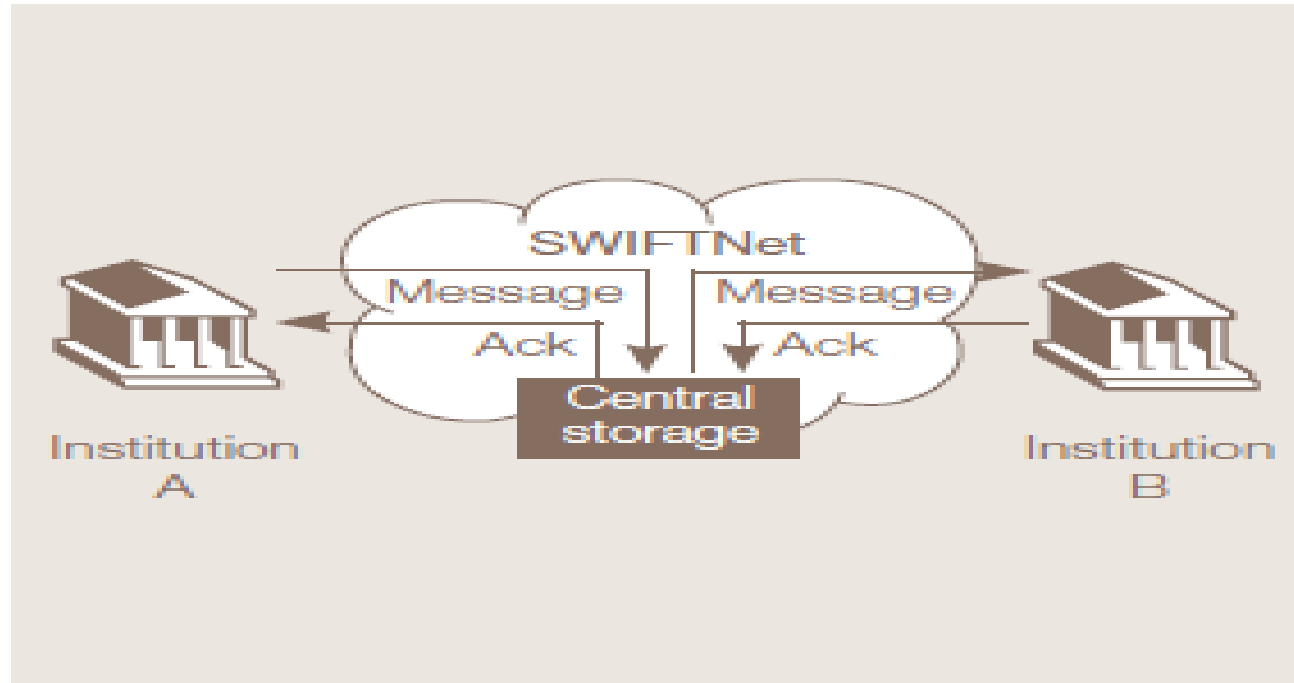 SWIFTNet
Message
Message
Ack
Ack
Central
storage
Institution
A
Institution
B